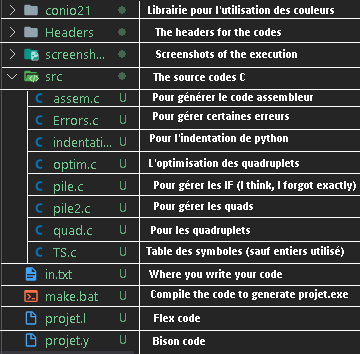 conio21 Librairie pour l'utilisation des couleurs
Headers The headers for the codes
screensh... Screenshots of the execution
src The source codes C
assem.c U Pour générer le code assembleur
Errors.c U Pour gérer certaines erreurs
indentati... U Pour l'indentation de python
optim.c U L'optimisation des quadruplets
pile.c U Pour gérer les IF (I think, I forgot exactly)
pile2.c U Pour gérer les quads
quad.c U Pour les quadruplets
TS.c U Table des symboles (sauf entiers utilisé)
in.txt U Where you write your code
make.bat U Compile the code to generate projet.exe
projet.l U Flex code
projet.y U Bison code